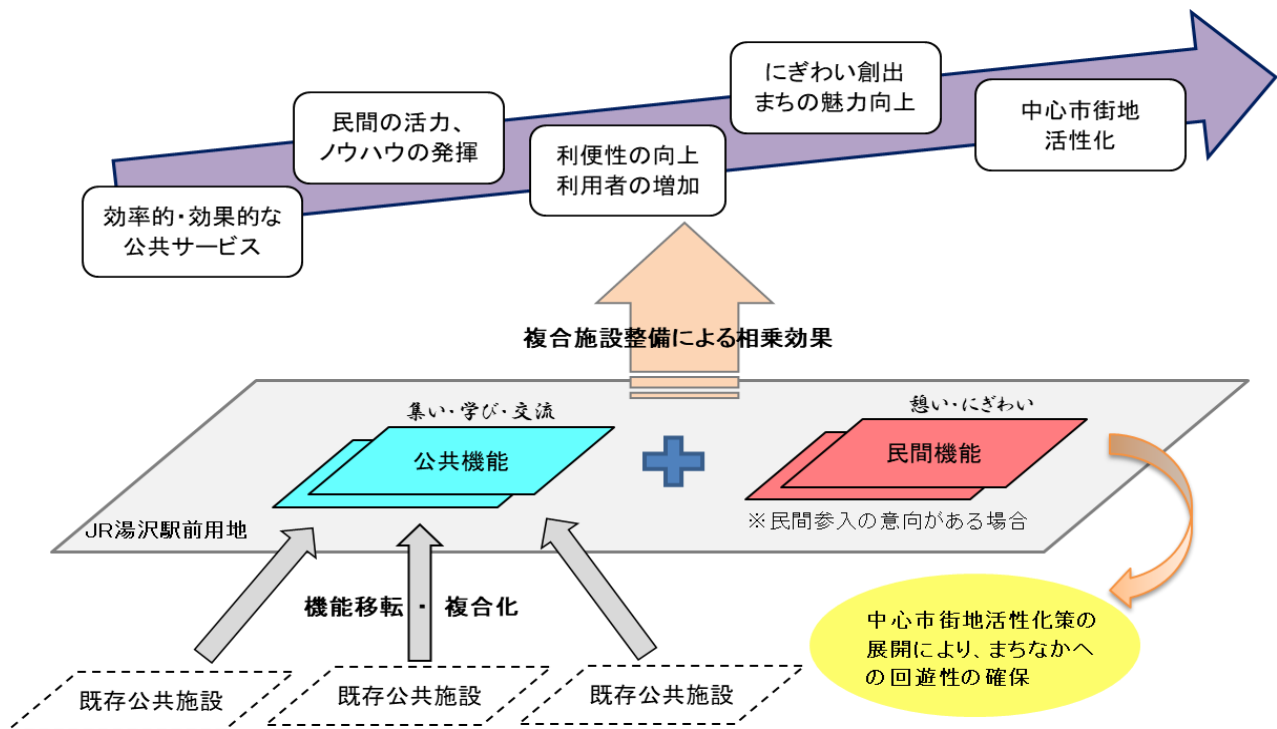 にぎわい創出
まちの魅力向上
中心市街地
活性化
民間の活力、
ノウハウの発揮
利便性の向上
利用者の増加
効率的・効果的な
公共サービス
複合施設整備による相乗効果
集い・学び・交流
憩い・にぎわい
公共機能
民間機能
※民間参入の意向がある場合
JR湯沢駅前用地
機能移転・複合化
中心市街地活性化策の
展開により、まちなかへ
の回遊性の確保
既存公共施設
既存公共施設
既存公共施設